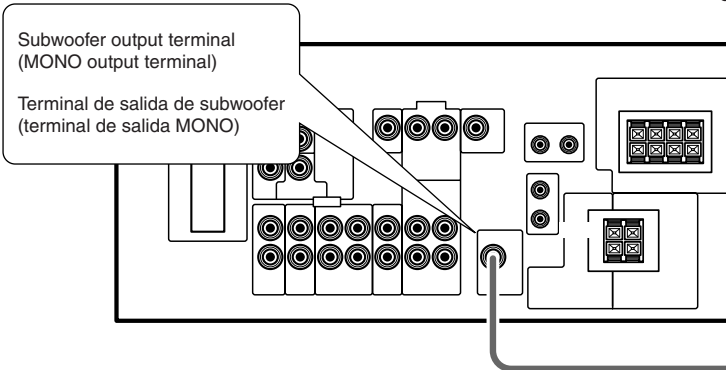 Subwoofer output terminal
(MONO output terminal)
Terminal de salida de subwoofer
(terminal de salida MONO)